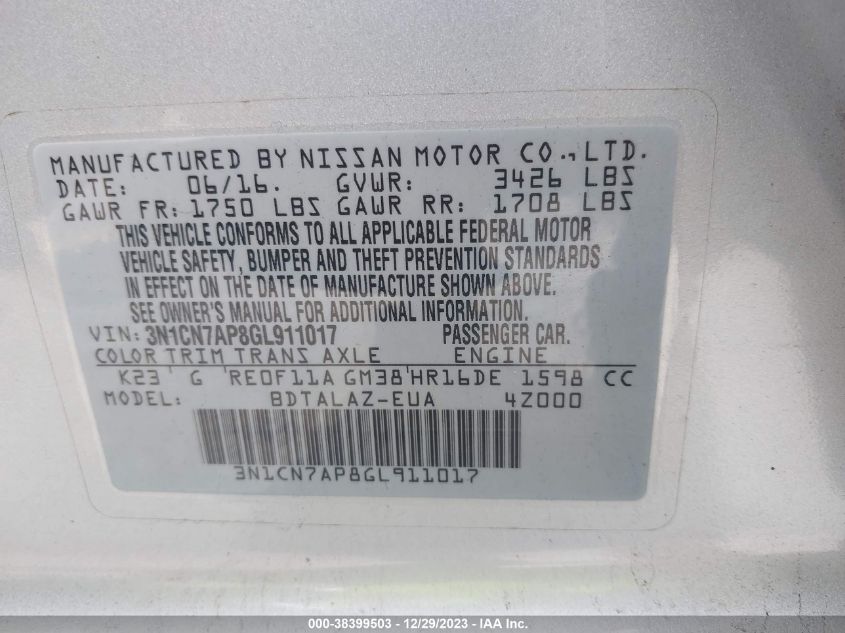 MANUFACTURED BY NISSAN MOTOR CO., LTD.
DATE: 06/16. GVWR: 3426 LBS
GAWR FR: 1750 LBS GAWR RR: 1708 LBS
THIS VEHICLE CONFORMS TO ALL APPLICABLE FEDERAL MOTOR
VEHICLE SAFETY, BUMPER AND THEFT PREVENTION STANDARDS
IN EFFECT ON THE DATE OF MANUFACTURE SHOWN ABOVE.
SEE OWNER'S MANUAL FOR ADDITIONAL INFORMATION.
VIN: 3N1CN7AP8GL911017 PASSENGER CAR.
COLOR TRIM TRANS AXLE ENGINE
K23 G RE0F11A GM38 HR16DE 1598 CC
MODEL: BDTALAZ-EUA 4Z000
3N1CN7AP8GL911017
000-38399503 - 12/29/2023 - IAA Inc.